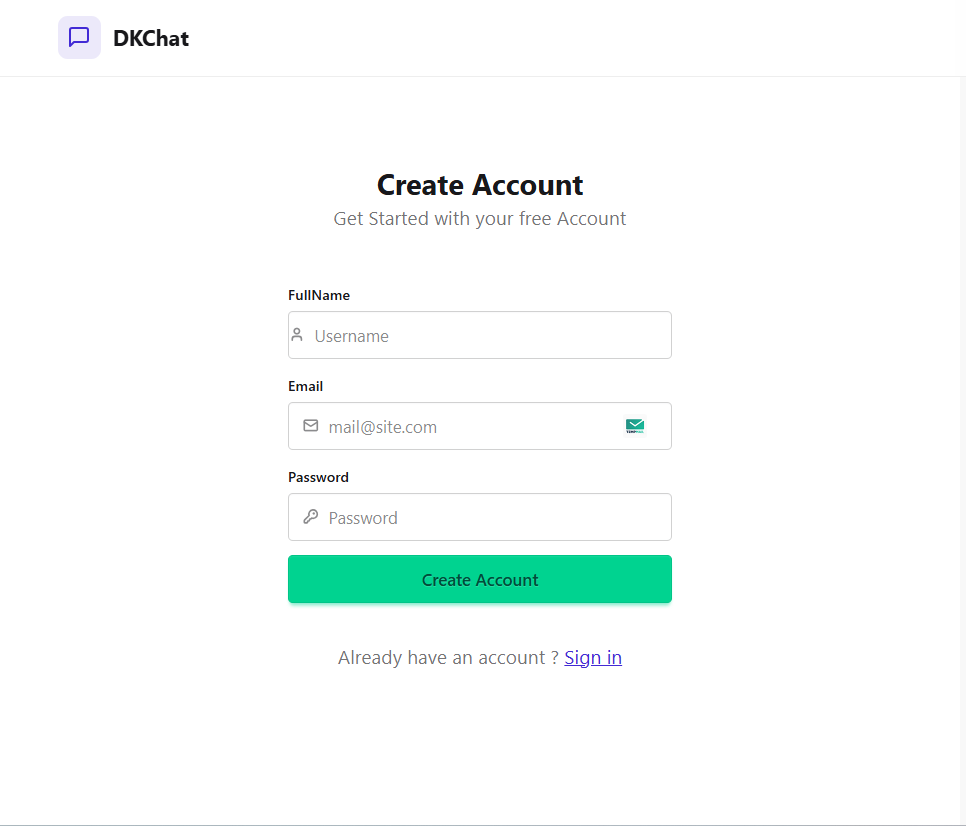 DKChat
Create Account
Get Started with your free Account
FullName
Username
Email
mail@site.com
Password
Password
Create Account
Already have an account ? Sign in